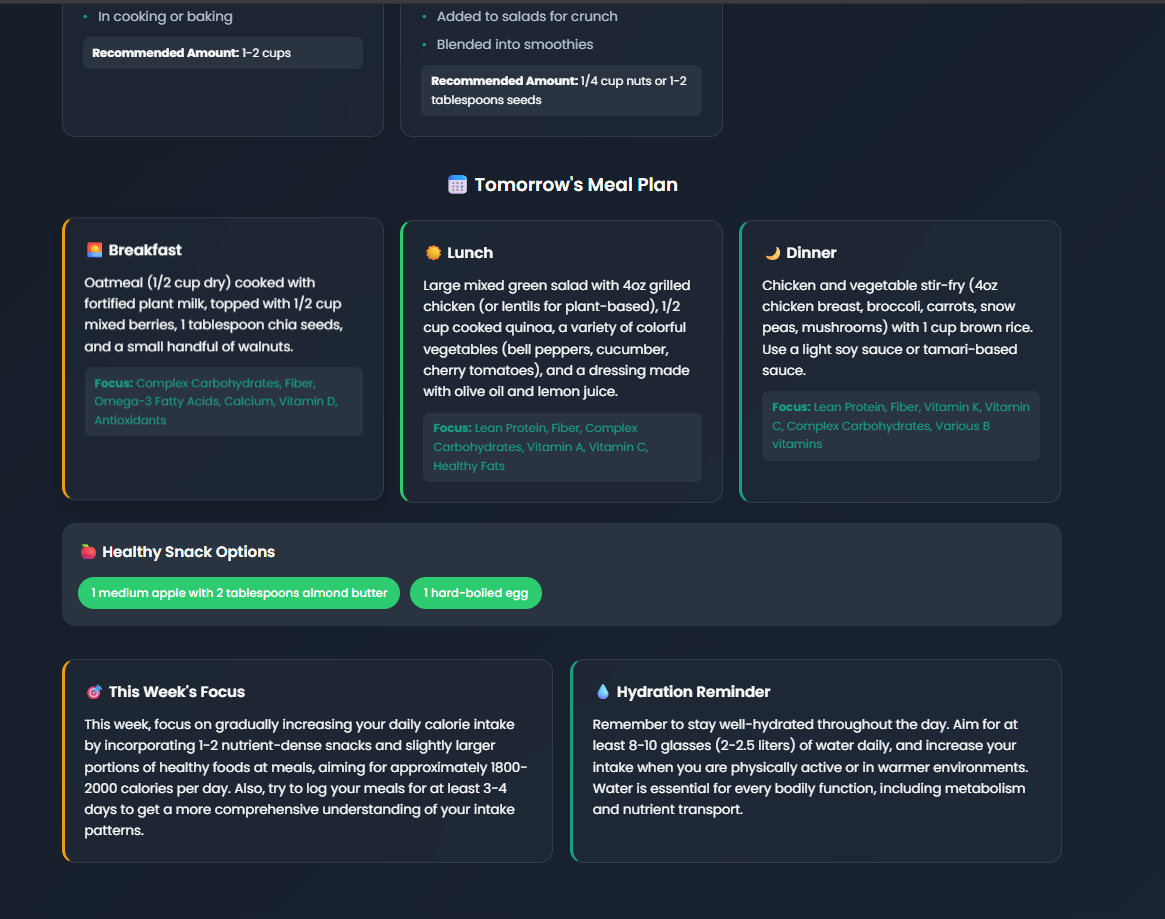 In cooking or baking
Recommended Amount: 1-2 cups
Added to salads for crunch
Blended into smoothies
Recommended Amount: 1/4 cup nuts or 1-2
tablespoons seeds
Tomorrow's Meal Plan
Breakfast
Oatmeal (1/2 cup dry) cooked with
fortified plant milk, topped with 1/2 cup
mixed berries, 1 tablespoon chia seeds,
and a small handful of walnuts.
Focus: Complex Carbohydrates, Fiber,
Omega-3 Fatty Acids, Calcium, Vitamin D,
Antioxidants
Lunch
Large mixed green salad with 4oz grilled
chicken (or lentils for plant-based), 1/2
cup cooked quinoa, a variety of colorful
vegetables (bell peppers, cucumber,
cherry tomatoes), and a dressing made
with olive oil and lemon juice.
Focus: Lean Protein, Fiber, Complex
Carbohydrates, Vitamin A, Vitamin C,
Healthy Fats
Dinner
Chicken and vegetable stir-fry (4oz
chicken breast, broccoli, carrots, snow
peas, mushrooms) with 1 cup brown rice.
Use a light soy sauce or tamari-based
sauce.
Focus: Lean Protein, Fiber, Vitamin K, Vitamin
C, Complex Carbohydrates, Various B
vitamins
Healthy Snack Options
1 medium apple with 2 tablespoons almond butter
1 hard-boiled egg
This Week's Focus
This week, focus on gradually increasing your daily calorie intake
by incorporating 1-2 nutrient-dense snacks and slightly larger
portions of healthy foods at meals, aiming for approximately 1800-
2000 calories per day. Also, try to log your meals for at least 3-4
days to get a more comprehensive understanding of your intake
patterns.
Hydration Reminder
Remember to stay well-hydrated throughout the day. Aim for at
least 8-10 glasses (2-2.5 liters) of water daily, and increase your
intake when you are physically active or in warmer environments.
Water is essential for every bodily function, including metabolism
and nutrient transport.